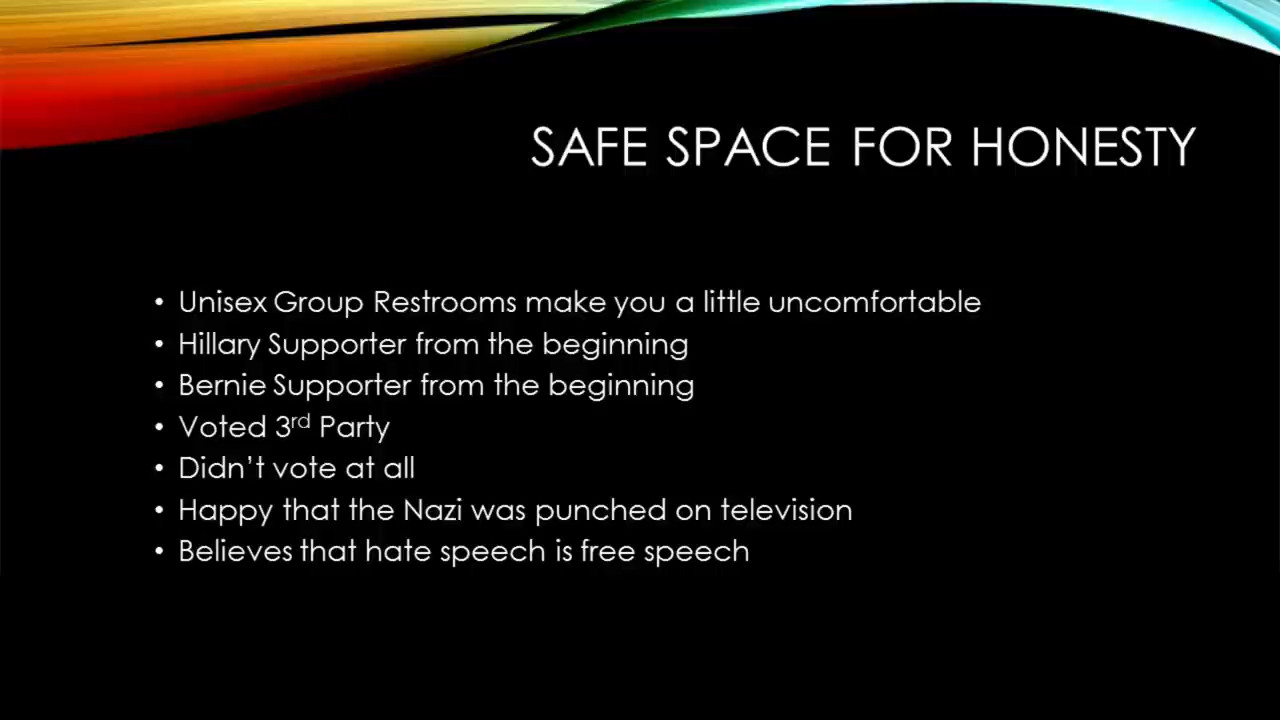 SAFE SPACE FOR HONESTY
• Unisex Group Restrooms make you a little uncomfortable
• Hillary Supporter from the beginning
• Bernie Supporter from the beginning
• Voted 3rd Party
• Didn't vote at all
• Happy that the Nazi was punched on television
• Believes that hate speech is free speech